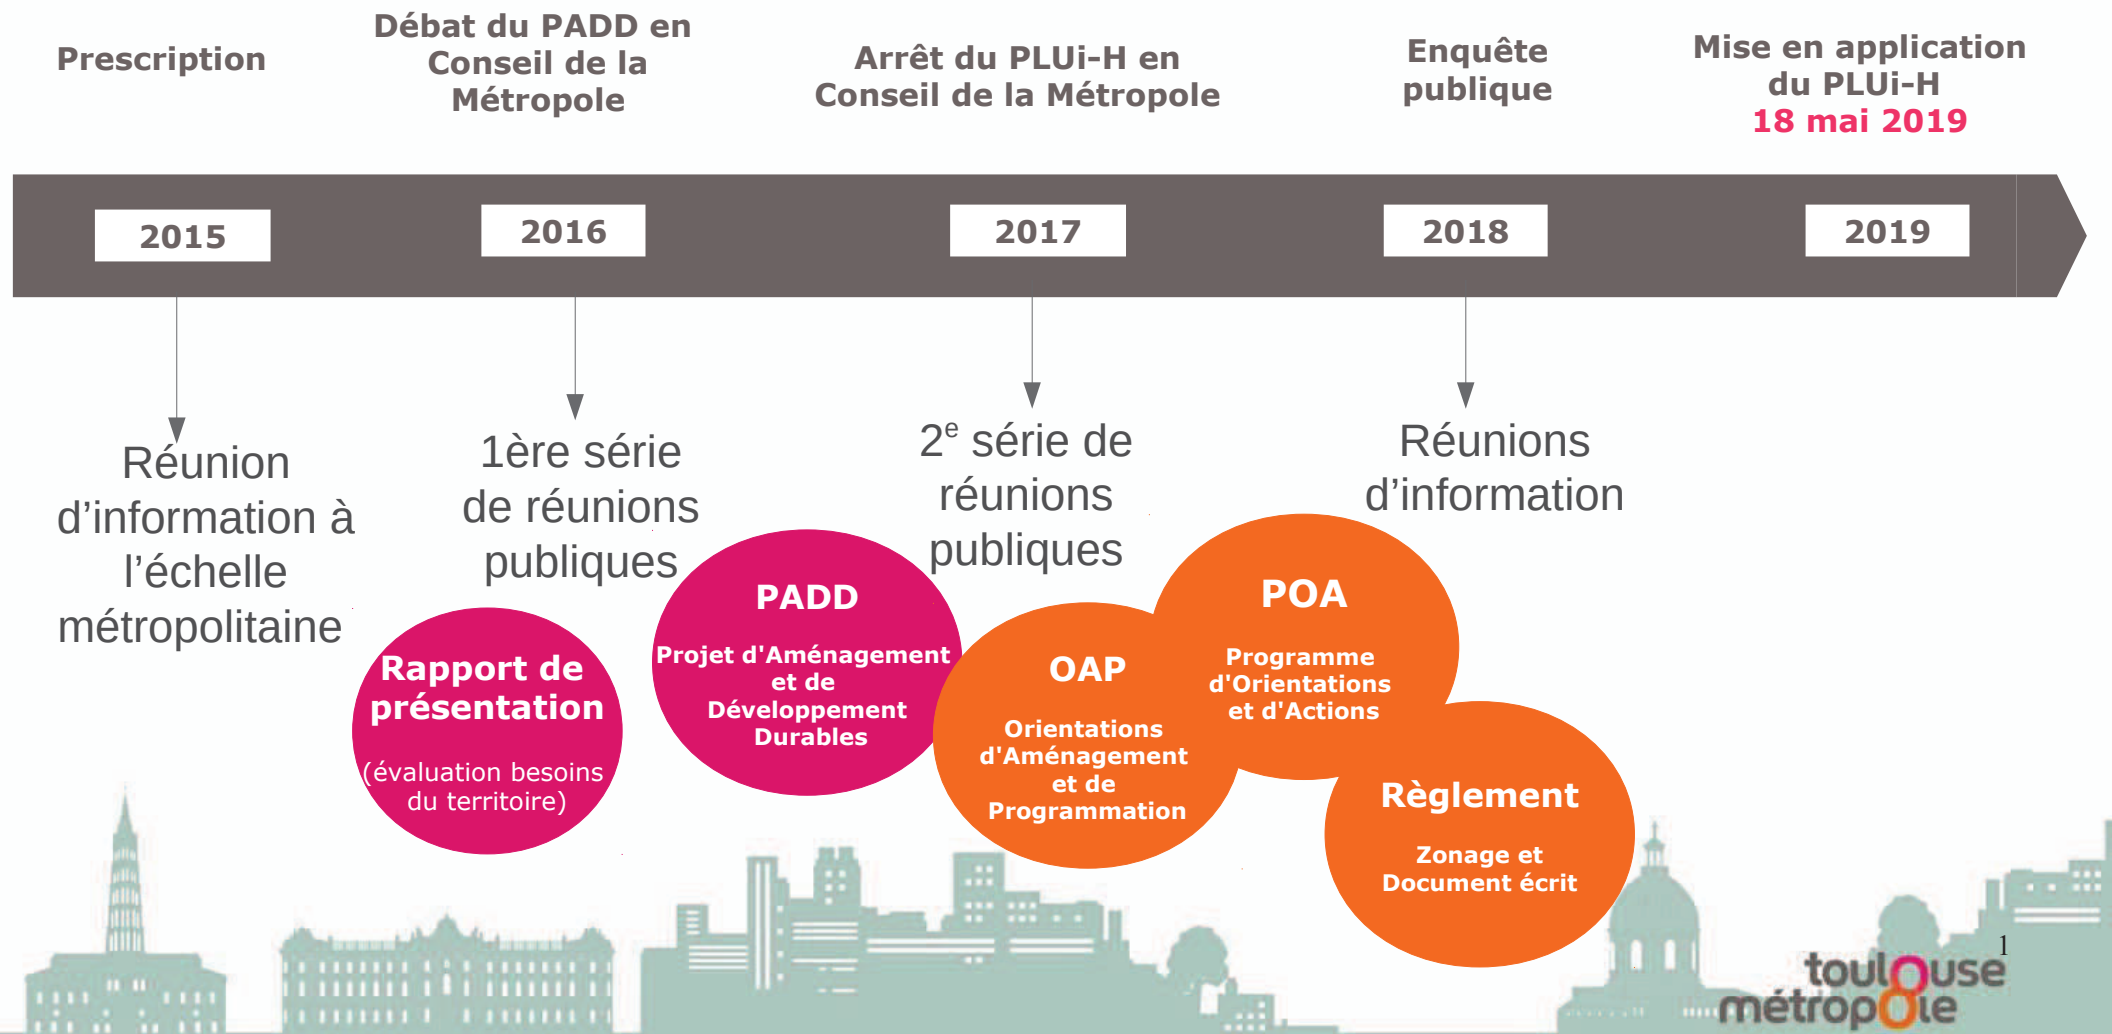 Prescription
Débat du PADD en
Conseil de la
Métropole
Arrêt du PLUi-H en
Conseil de la Métropole
Enquête
publique
Mise en application
du PLUi-H
18 mai 2019
2015
2016
2017
2018
2019
Réunion
d'information à
l'échelle
métropolitaine
1ère série
de réunions
publiques
2e série de
réunions
publiques
Réunions
d'information
Rapport de
présentation
(évaluation besoins
du territoire)
PADD
Projet d'Aménagement
et de
Développement
Durables
OAP
Orientations
d'Aménagement
et de
Programmation
POA
Programme
d'Orientations
et d'Actions
Règlement
Zonage et
Document écrit
1
toulouse
métropole